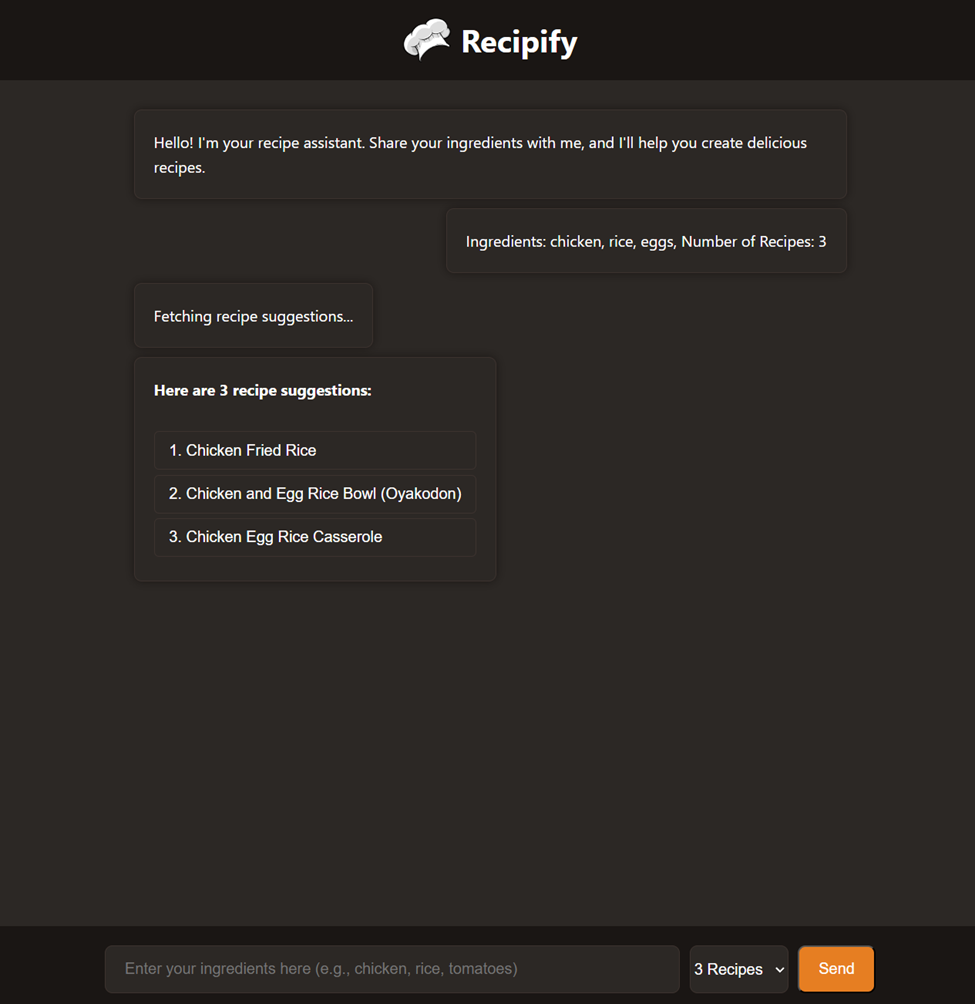 Recipify
Hello! I'm your recipe assistant. Share your ingredients with me, and I'll help you create delicious
recipes.
Ingredients: chicken, rice, eggs, Number of Recipes: 3
Fetching recipe suggestions...
Here are 3 recipe suggestions:
1. Chicken Fried Rice
2. Chicken and Egg Rice Bowl (Oyakodon)
3. Chicken Egg Rice Casserole
Enter your ingredients here (e.g., chicken, rice, tomatoes)
3 Recipes
Send